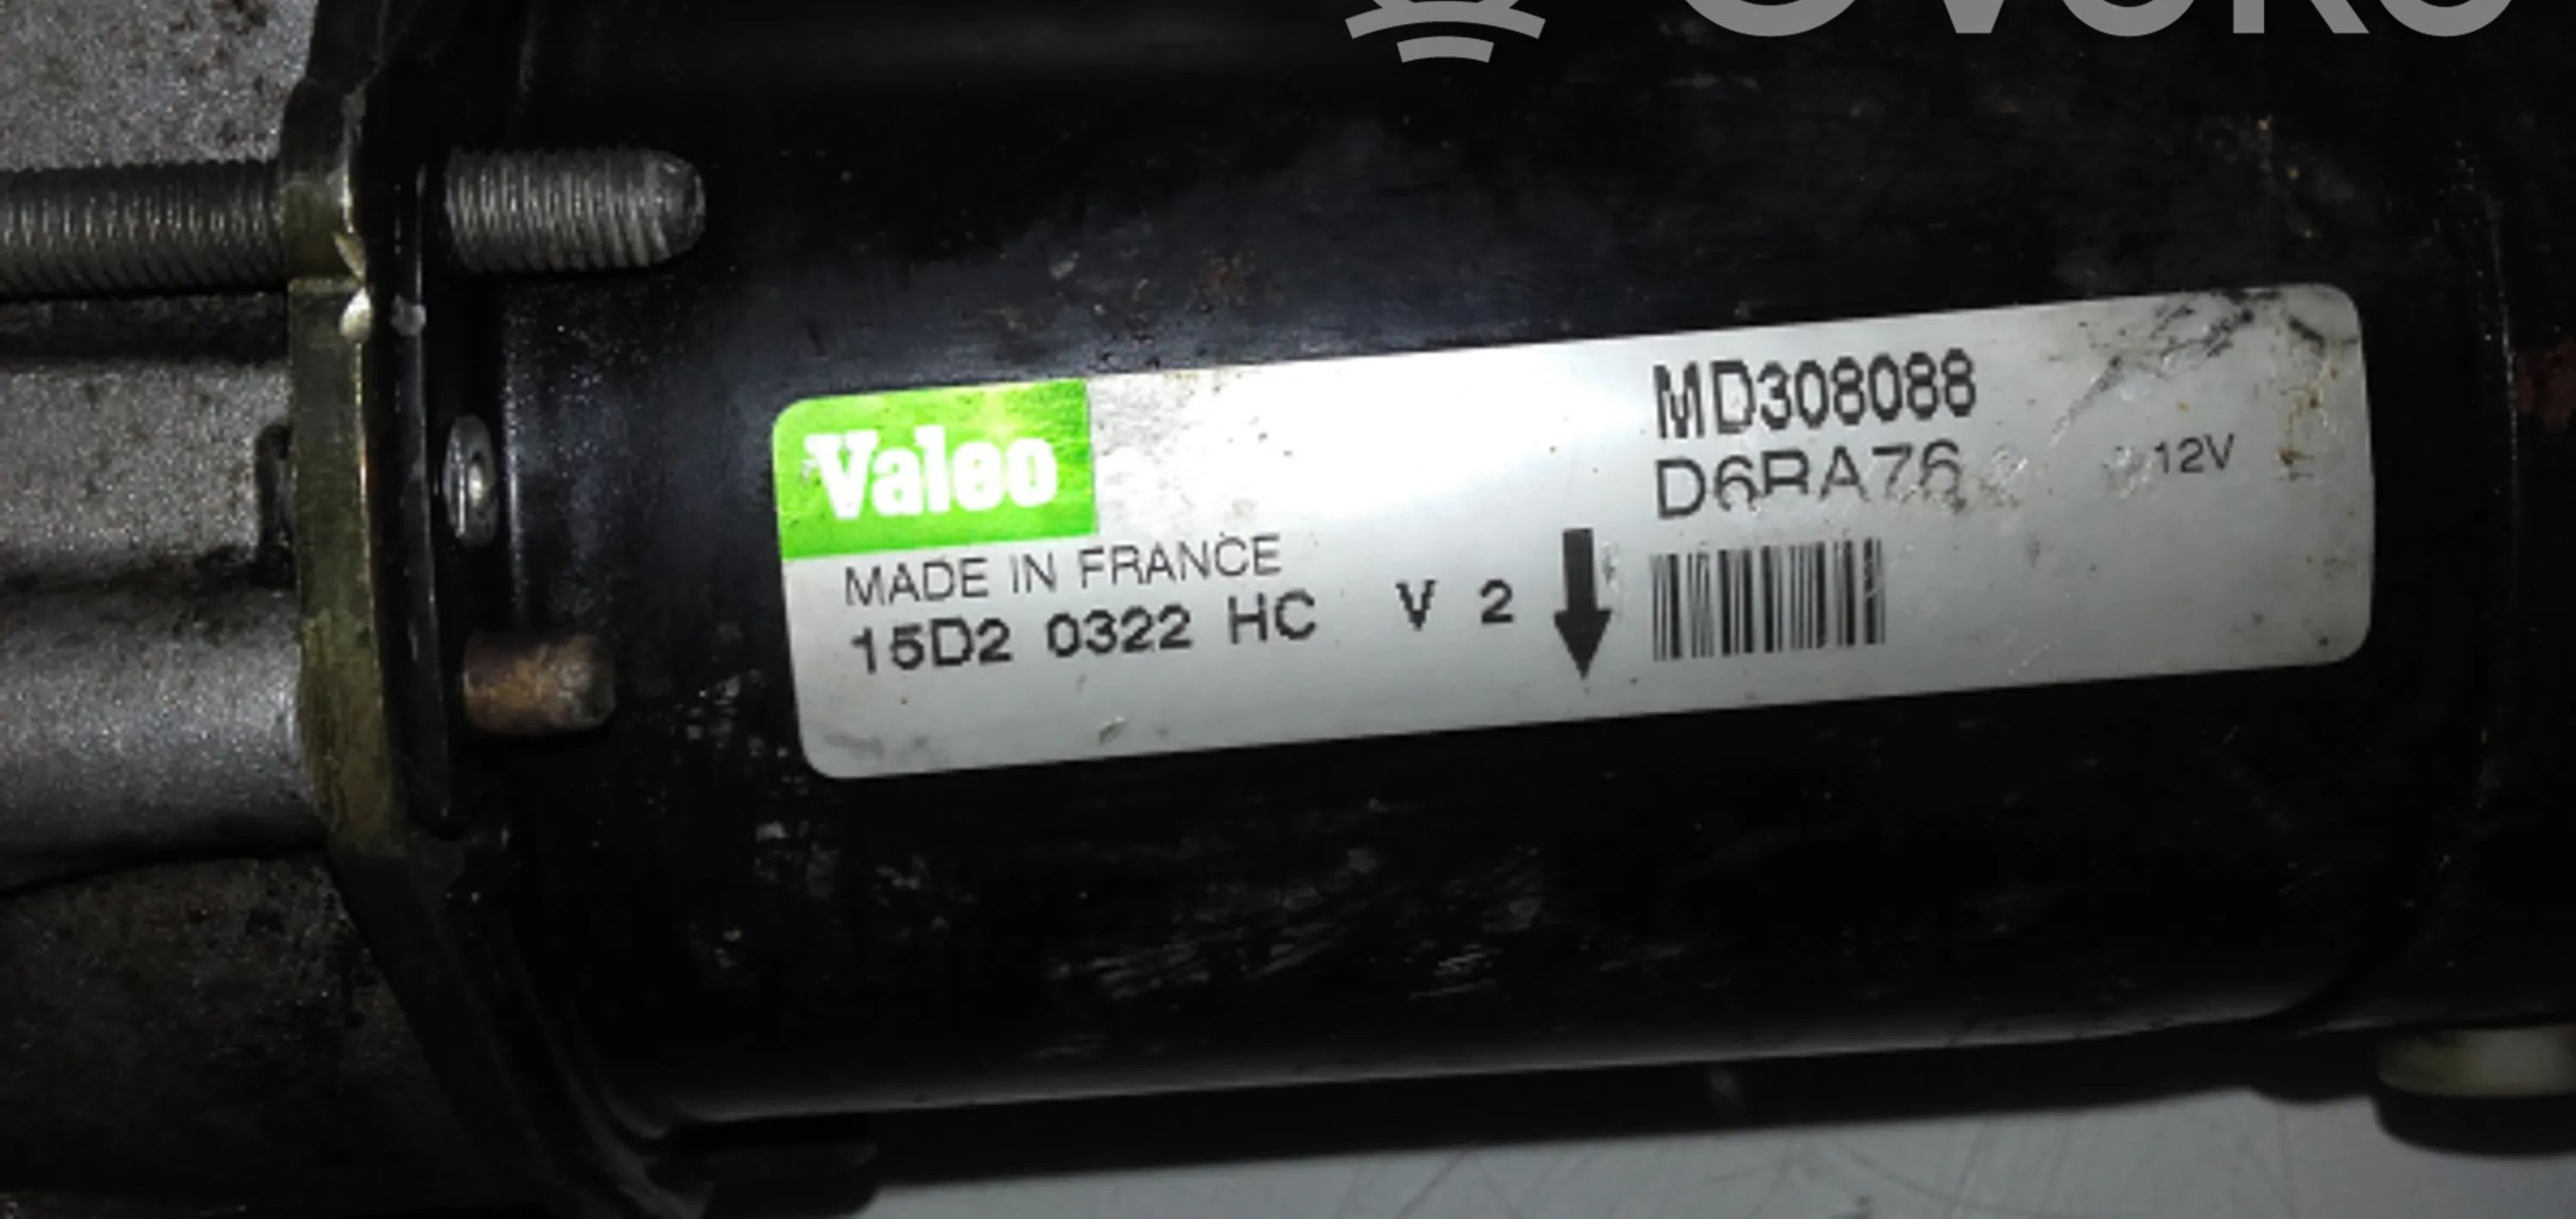 Valeo
MD308088
D6RA76
12V
MADE IN FRANCE
15D2 0322 HC V 2